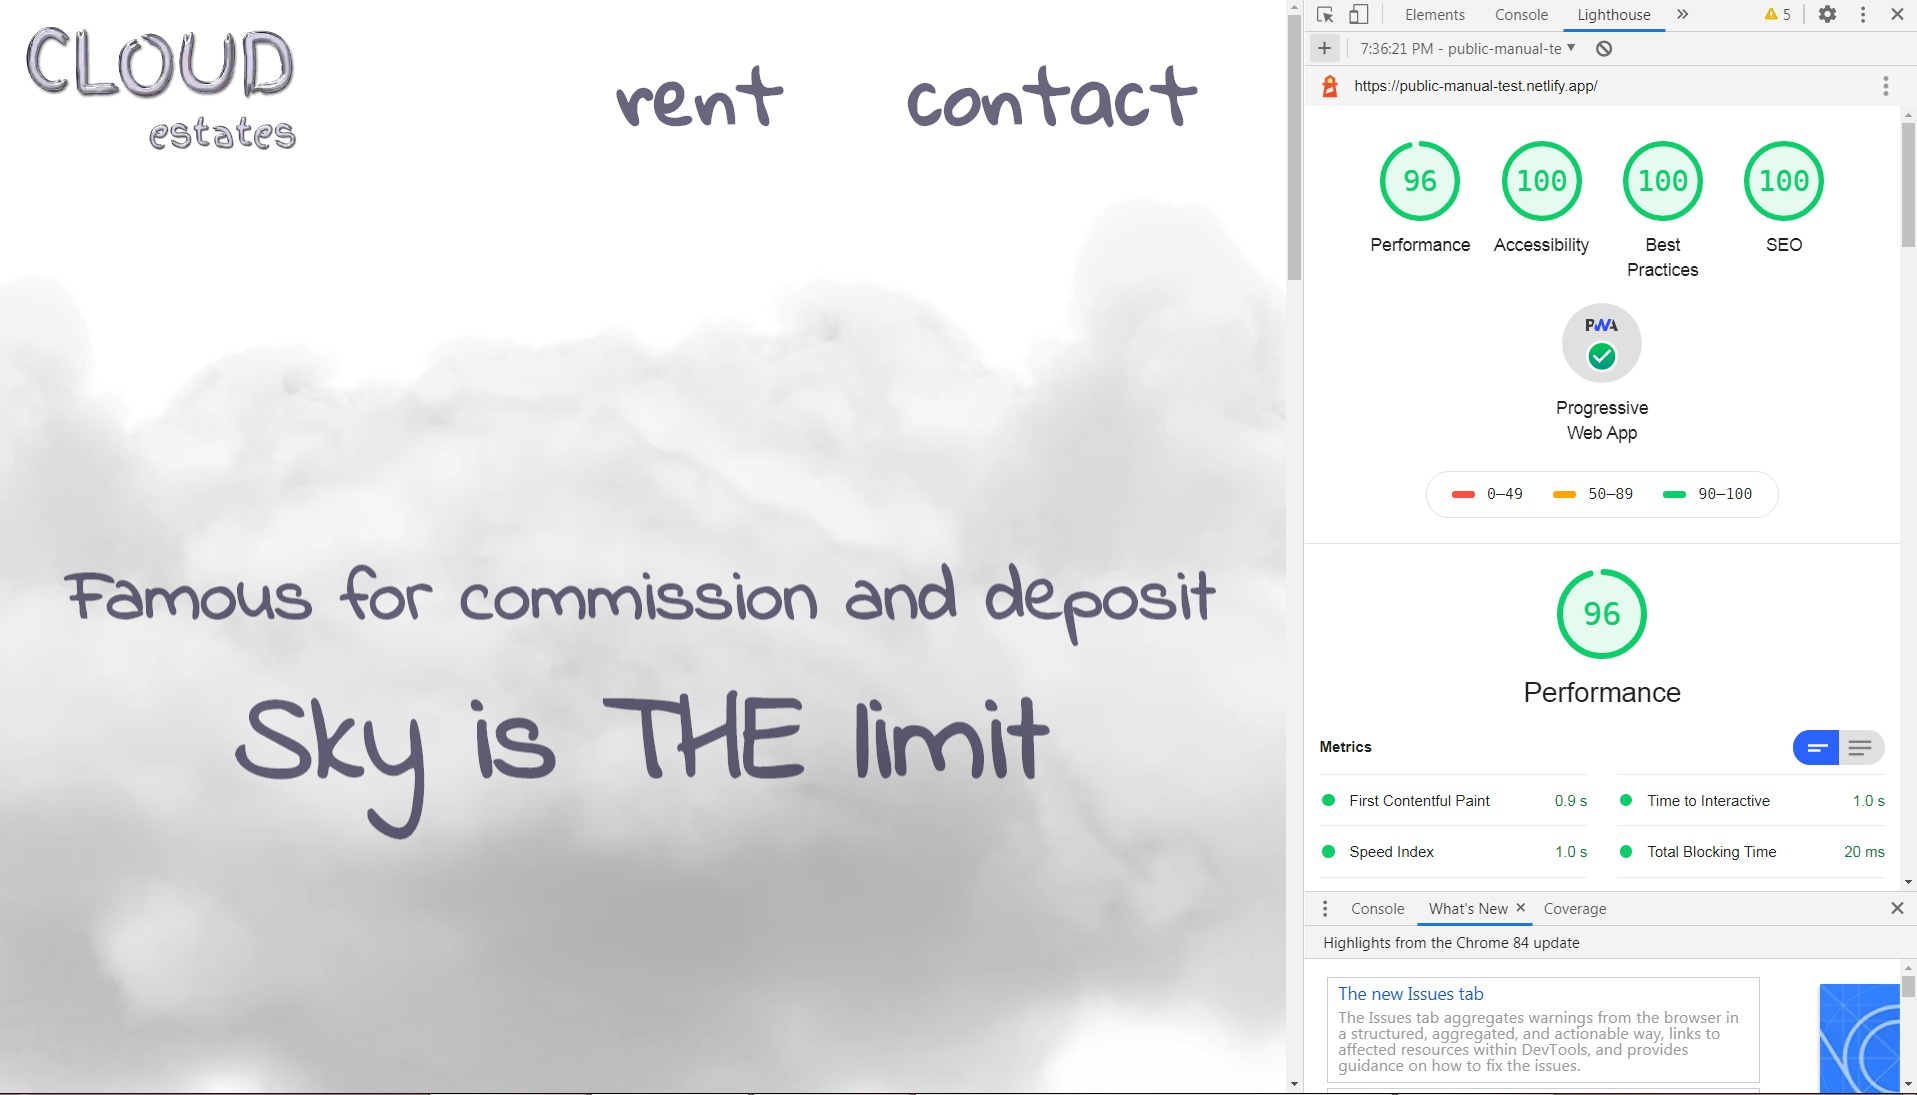 CLOUD
estates
rent
contact
Famous for commission and deposit
Sky is THE limit
Elements
Console
Lighthouse
5
7:36:21 PM - public-manual-te
https://public-manual-test.netlify.app/
96
100
100
100
Performance
Accessibility
Best
Practices
SEO
PWA
Progressive
Web App
0–49
50–89
90–100
96
Performance
Metrics
First Contentful Paint
0.9 s
Time to Interactive
1.0 s
Speed Index
1.0 s
Total Blocking Time
20 ms
Console
What's New
Coverage
Highlights from the Chrome 84 update
The new Issues tab
The Issues tab aggregates warnings from the browser in
a structured, aggregated, and actionable way, links to
affected resources within DevTools, and provides
guidance on how to fix the issues.